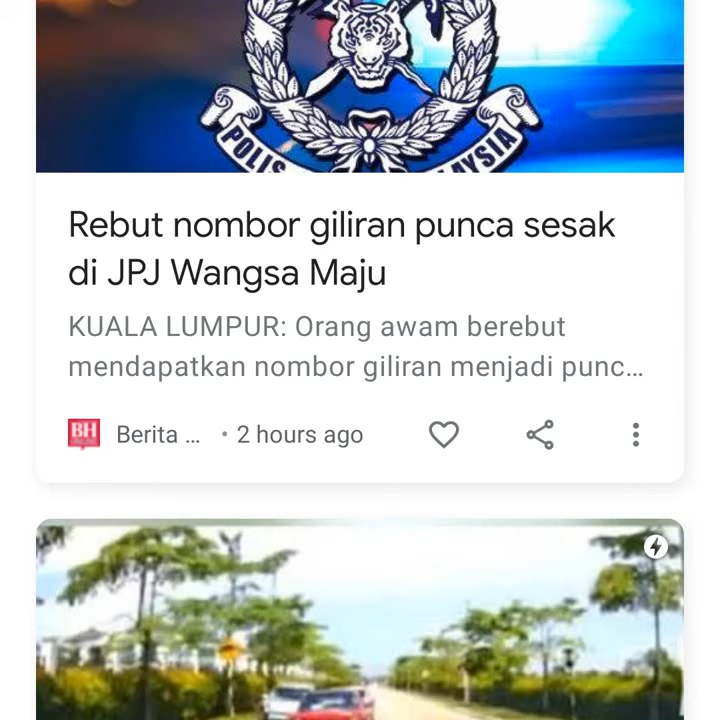 POLIS
Rebut nombor giliran punca sesak
di JPJ Wangsa Maju
KUALA LUMPUR: Orang awam berebut
mendapatkan nombor giliran menjadi punc...
BH
Berita ... • 2 hours ago